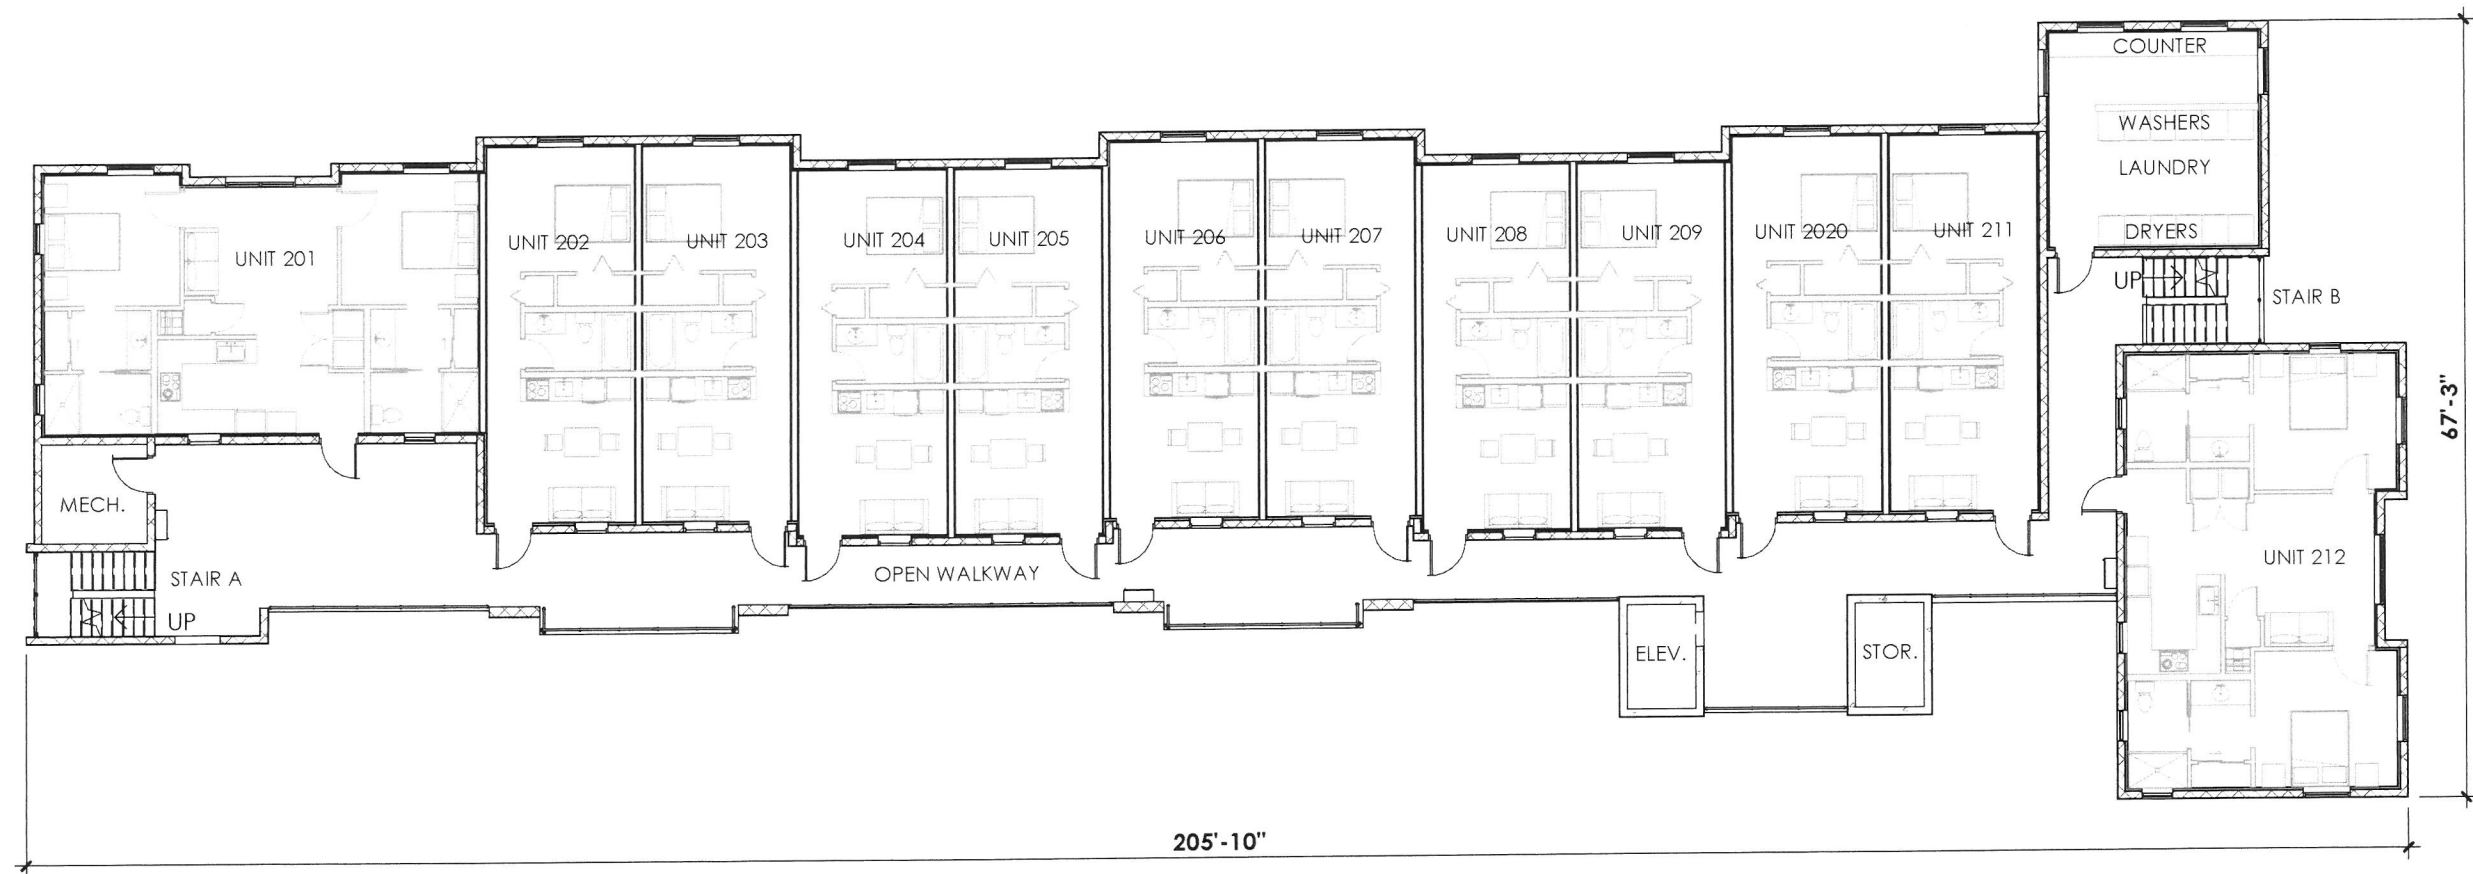 COUNTER
WASHERS
LAUNDRY
DRYERS
UNIT 201
UNIT 202
UNIT 203
UNIT 204
UNIT 205
UNIT 206
UNIT 207
UNIT 208
UNIT 209
UNIT 2020
UNIT 211
UP
STAIR B
67'-3"
MECH.
STAIR A
UP
OPEN WALKWAY
ELEV.
STOR.
UNIT 212
205'-10"